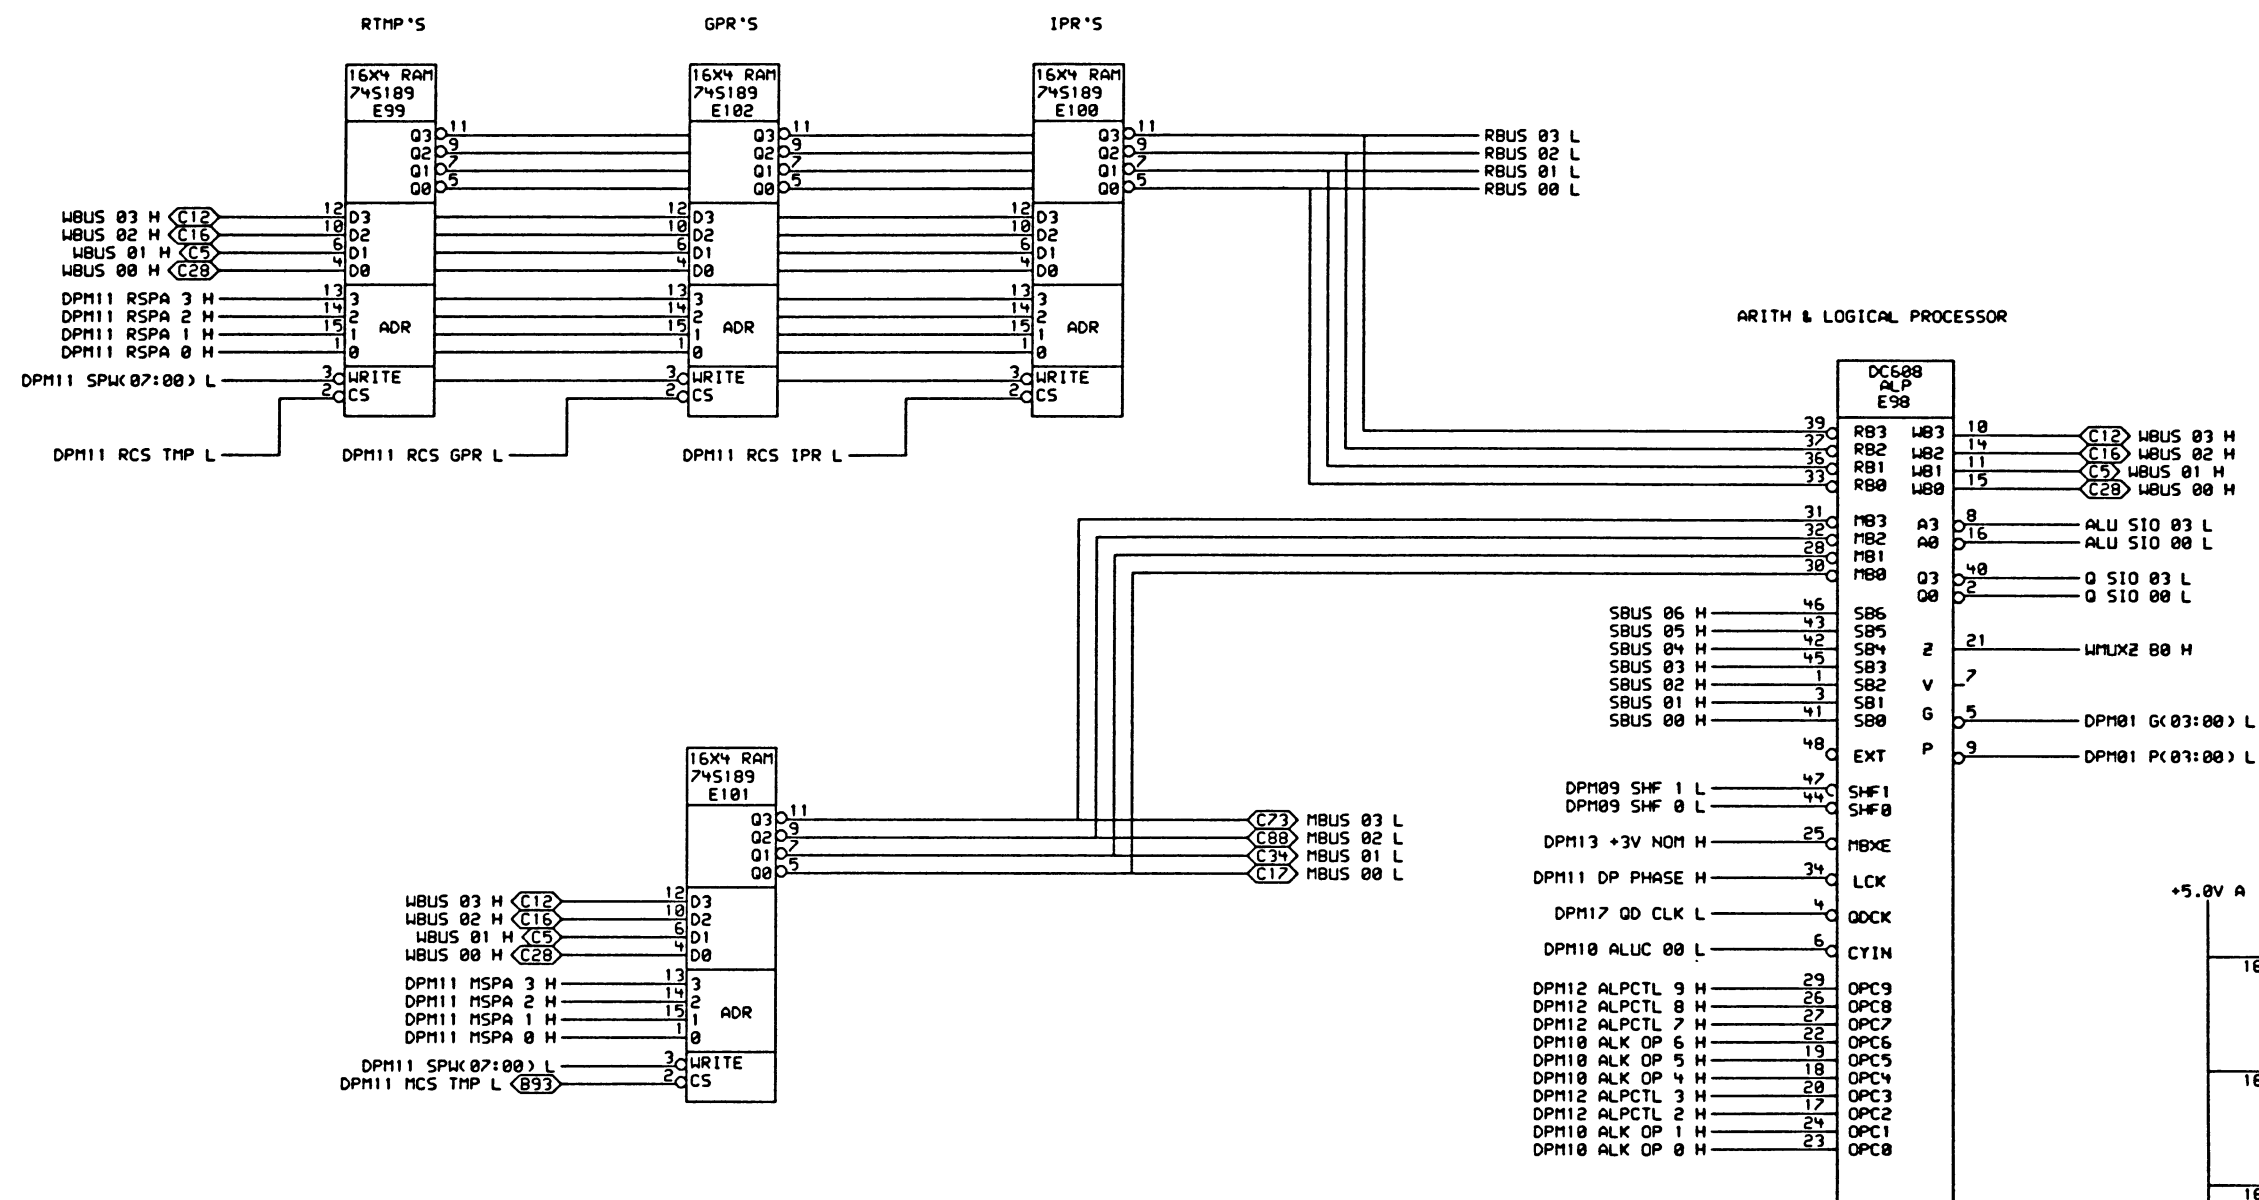 RTMP'S GPR'S IPR'S
16X4 RAM
74S189
E99
Q3 11
Q2 9
Q1 7
Q0 5
WBUS 03 H C12 12 D3
WBUS 02 H C16 10 D2
WBUS 01 H C5 6 D1
WBUS 00 H C28 4 D0
DPM11 RSPA 3 H 13 3
DPM11 RSPA 2 H 14 2
DPM11 RSPA 1 H 15 1
DPM11 RSPA 0 H 1 0
ADR
DPM11 SPW(07:00) L 3 WRITE
2 CS
DPM11 RCS TMP L
16X4 RAM
74S189
E102
Q3 11
Q2 9
Q1 7
Q0 5
12 D3
10 D2
6 D1
4 D0
13 3
14 2
15 1
1 0
ADR
3 WRITE
2 CS
DPM11 RCS GPR L
16X4 RAM
74S189
E100
Q3 11 RBUS 03 L
Q2 9 RBUS 02 L
Q1 7 RBUS 01 L
Q0 5 RBUS 00 L
12 D3
10 D2
6 D1
4 D0
13 3
14 2
15 1
1 0
ADR
3 WRITE
2 CS
DPM11 RCS IPR L
16X4 RAM
74S189
E101
Q3 11 C73 MBUS 03 L
Q2 9 C88 MBUS 02 L
Q1 7 C34 MBUS 01 L
Q0 5 C17 MBUS 00 L
WBUS 03 H C12 12 D3
WBUS 02 H C16 10 D2
WBUS 01 H C5 6 D1
WBUS 00 H C28 4 D0
DPM11 MSPA 3 H 13 3
DPM11 MSPA 2 H 14 2
DPM11 MSPA 1 H 15 1
DPM11 MSPA 0 H 1 0
ADR
DPM11 SPW(07:00) L 3 WRITE
DPM11 MCS TMP L B93 2 CS
ARITH & LOGICAL PROCESSOR
DC608
ALP
E98
39 RB3 WB3 10 C12 WBUS 03 H
37 RB2 WB2 14 C16 WBUS 02 H
36 RB1 WB1 11 C5 WBUS 01 H
33 RB0 WB0 15 C28 WBUS 00 H
31 MB3 A3 8 ALU SIO 03 L
32 MB2 A0 16 ALU SIO 00 L
28 MB1
30 MB0 Q3 40 Q SIO 03 L
Q0 2 Q SIO 00 L
SBUS 06 H 46 SB6
SBUS 05 H 43 SB5
SBUS 04 H 42 SB4 Z 21 WMUXZ B0 H
SBUS 03 H 45 SB3
SBUS 02 H 1 SB2 V 7
SBUS 01 H 3 SB1
SBUS 00 H 41 SB0 G 5 DPM01 G(03:00) L
48 EXT P 9 DPM01 P(03:00) L
DPM09 SHF 1 L 47 SHF1
DPM09 SHF 0 L 44 SHF0
DPM13 +3V NOM H 25 MBXE
DPM11 DP PHASE H 34 LCK
DPM17 QD CLK L 4 QDCK
DPM10 ALUC 00 L 6 CYIN
DPM12 ALPCTL 9 H 29 OPC9
DPM12 ALPCTL 8 H 26 OPC8
DPM12 ALPCTL 7 H 27 OPC7
DPM10 ALK OP 6 H 22 OPC6
DPM10 ALK OP 5 H 19 OPC5
DPM10 ALK OP 4 H 18 OPC4
DPM12 ALPCTL 3 H 20 OPC3
DPM12 ALPCTL 2 H 17 OPC2
DPM10 ALK OP 1 H 24 OPC1
DPM10 ALK OP 0 H 23 OPC0
+5.0V A